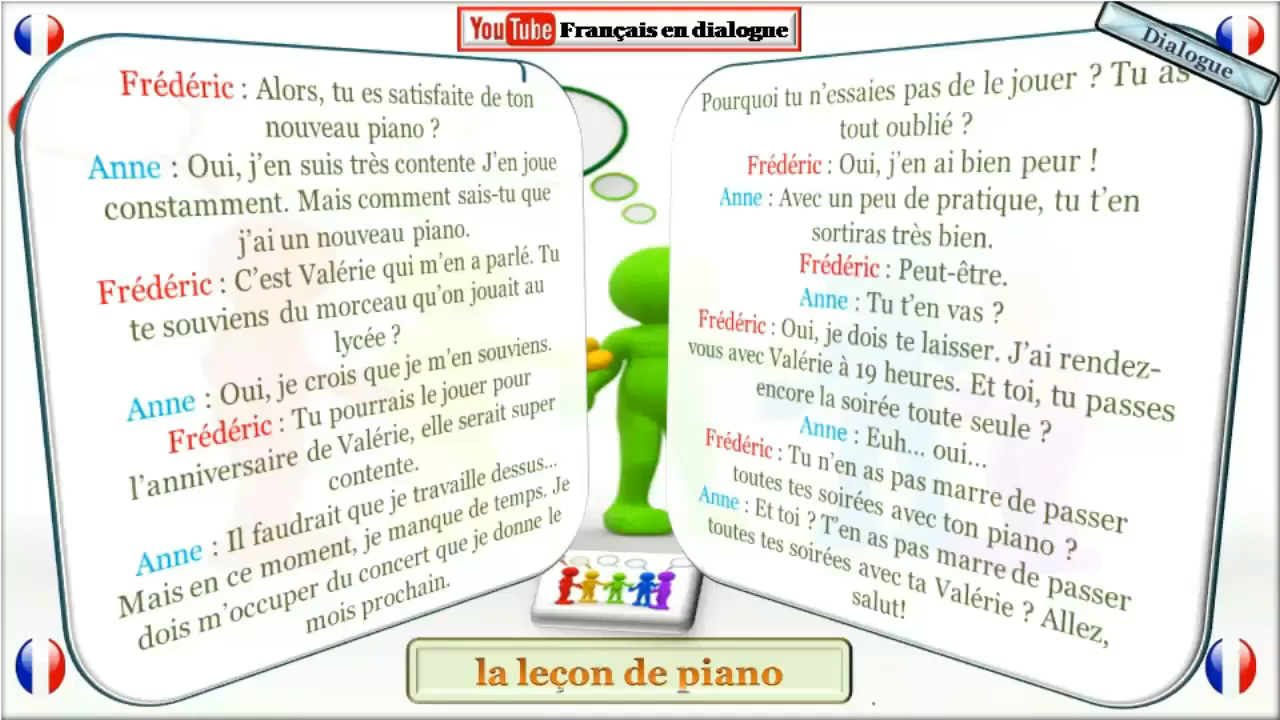 YouTube Français en dialogue
Dialogue
Frédéric : Alors, tu es satisfaite de ton
nouveau piano ?
Anne : Oui, j'en suis très contente J'en joue
constamment. Mais comment sais-tu que
j'ai un nouveau piano.
Frédéric : C'est Valérie qui m'en a parlé. Tu
te souviens du morceau qu'on jouait au
lycée ?
Anne : Oui, je crois que je m'en souviens.
Frédéric : Tu pourrais le jouer pour
l'anniversaire de Valérie, elle serait super
contente.
Anne : Il faudrait que je travaille dessus...
Mais en ce moment, je manque de temps. Je
dois m'occuper du concert que je donne le
mois prochain.
Pourquoi tu n'essaies pas de le jouer ? Tu as
tout oublié ?
Frédéric : Oui, j'en ai bien peur !
Anne : Avec un peu de pratique, tu t'en
sortiras très bien.
Frédéric : Peut-être.
Anne : Tu t'en vas ?
Frédéric : Oui, je dois te laisser. J'ai rendez-
vous avec Valérie à 19 heures. Et toi, tu passes
encore la soirée toute seule ?
Anne : Euh... oui...
Frédéric : Tu n'en as pas marre de passer
toutes tes soirées avec ton piano ?
Anne : Et toi ? T'en as pas marre de passer
toutes tes soirées avec ta Valérie ? Allez,
salut!
la leçon de piano